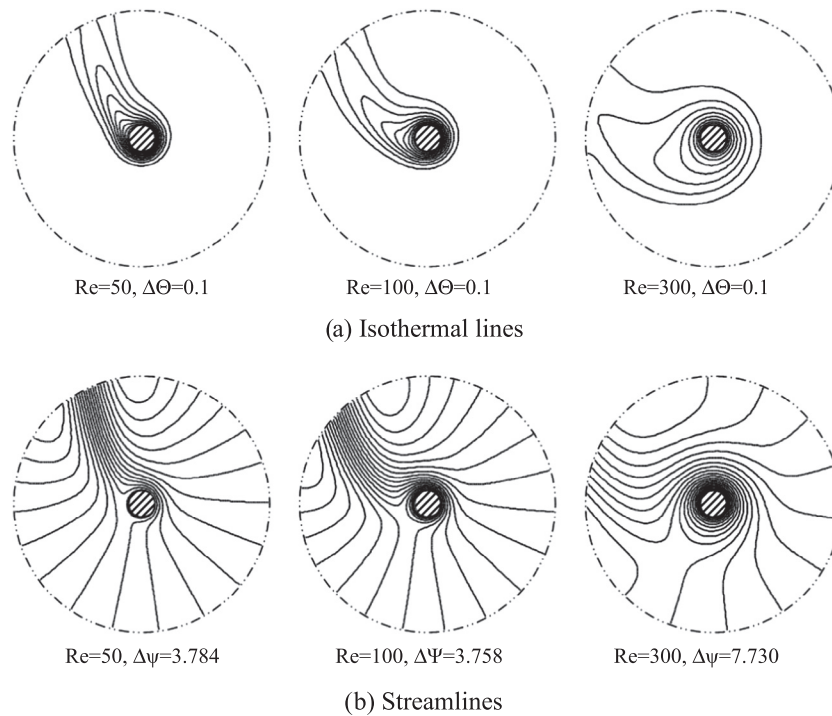 Re=50, ΔΘ=0.1 Re=100, ΔΘ=0.1 Re=300, ΔΘ=0.1
(a) Isothermal lines
Re=50, Δψ=3.784 Re=100, ΔΨ=3.758 Re=300, Δψ=7.730
(b) Streamlines